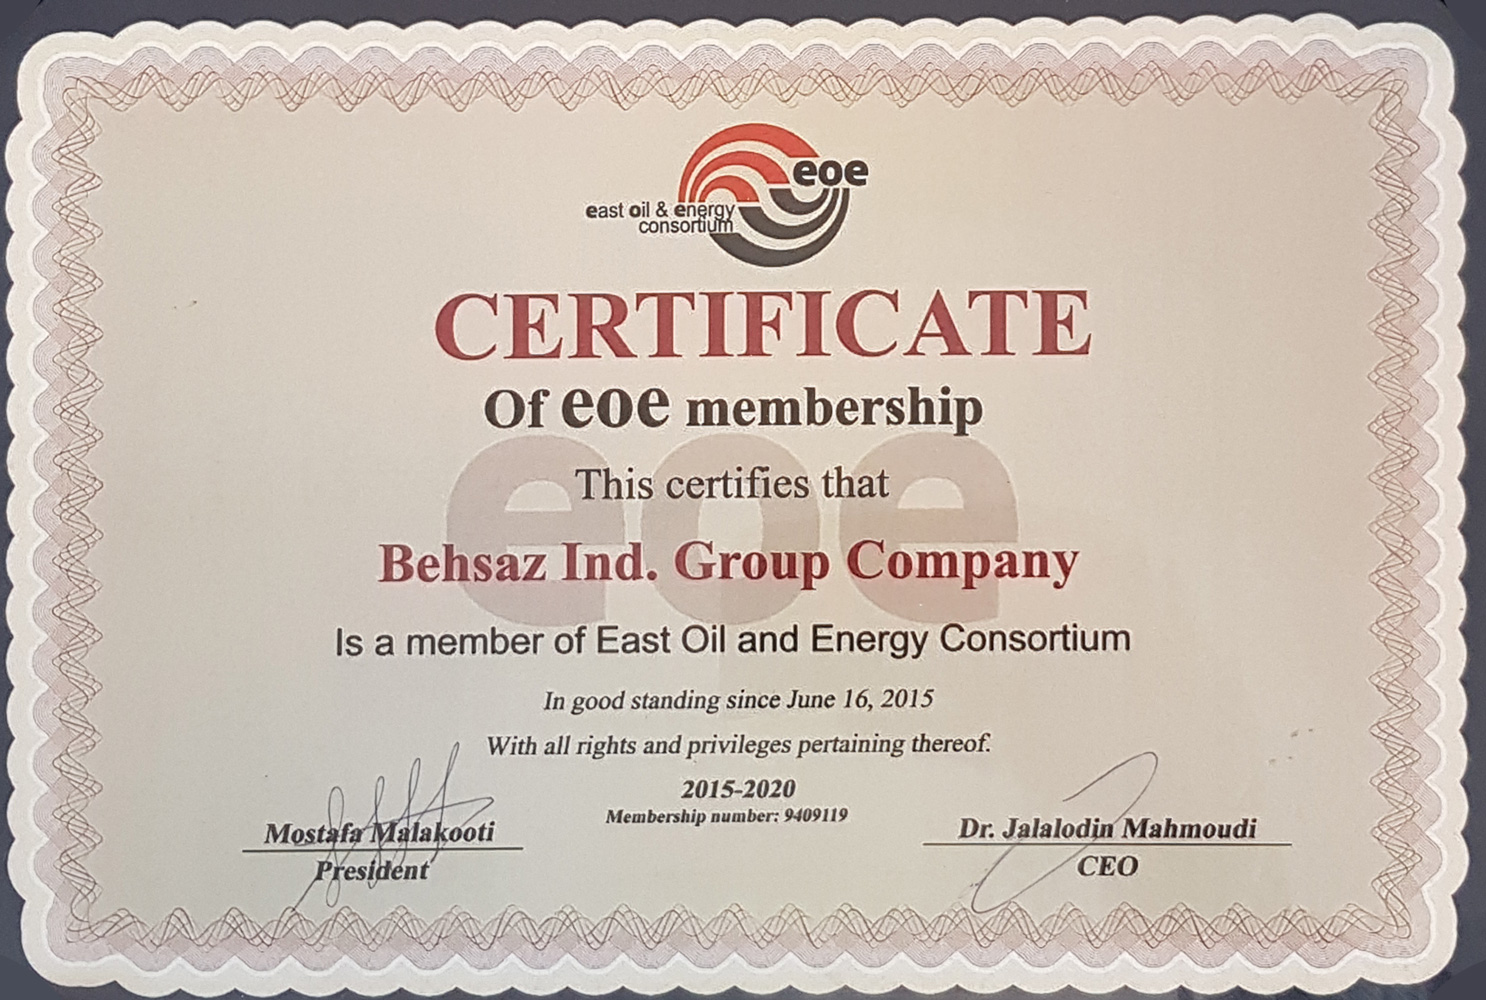 eoe
east oil & energy
consortium
CERTIFICATE
Of eoe membership
eoe
This certifies that
Behsaz Ind. Group Company
Is a member of East Oil and Energy Consortium
In good standing since June 16, 2015
With all rights and privileges pertaining thereof.
2015-2020
Membership number: 9409119
Mostafa Malakooti
President
Dr. Jalalodin Mahmoudi
CEO